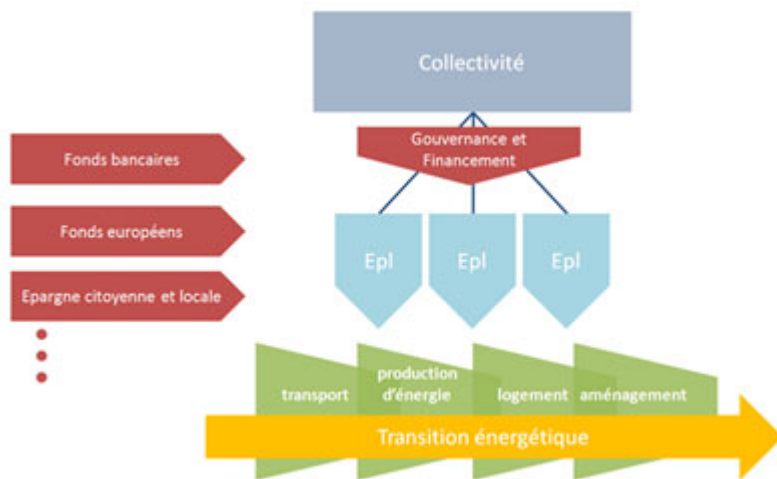 Collectivité
Gouvernance et
Financement
Fonds bancaires
Fonds européens
Epargne citoyenne et locale
Epl
Epl
Epl
transport
production
d'énergie
logement
aménagement
Transition énergétique